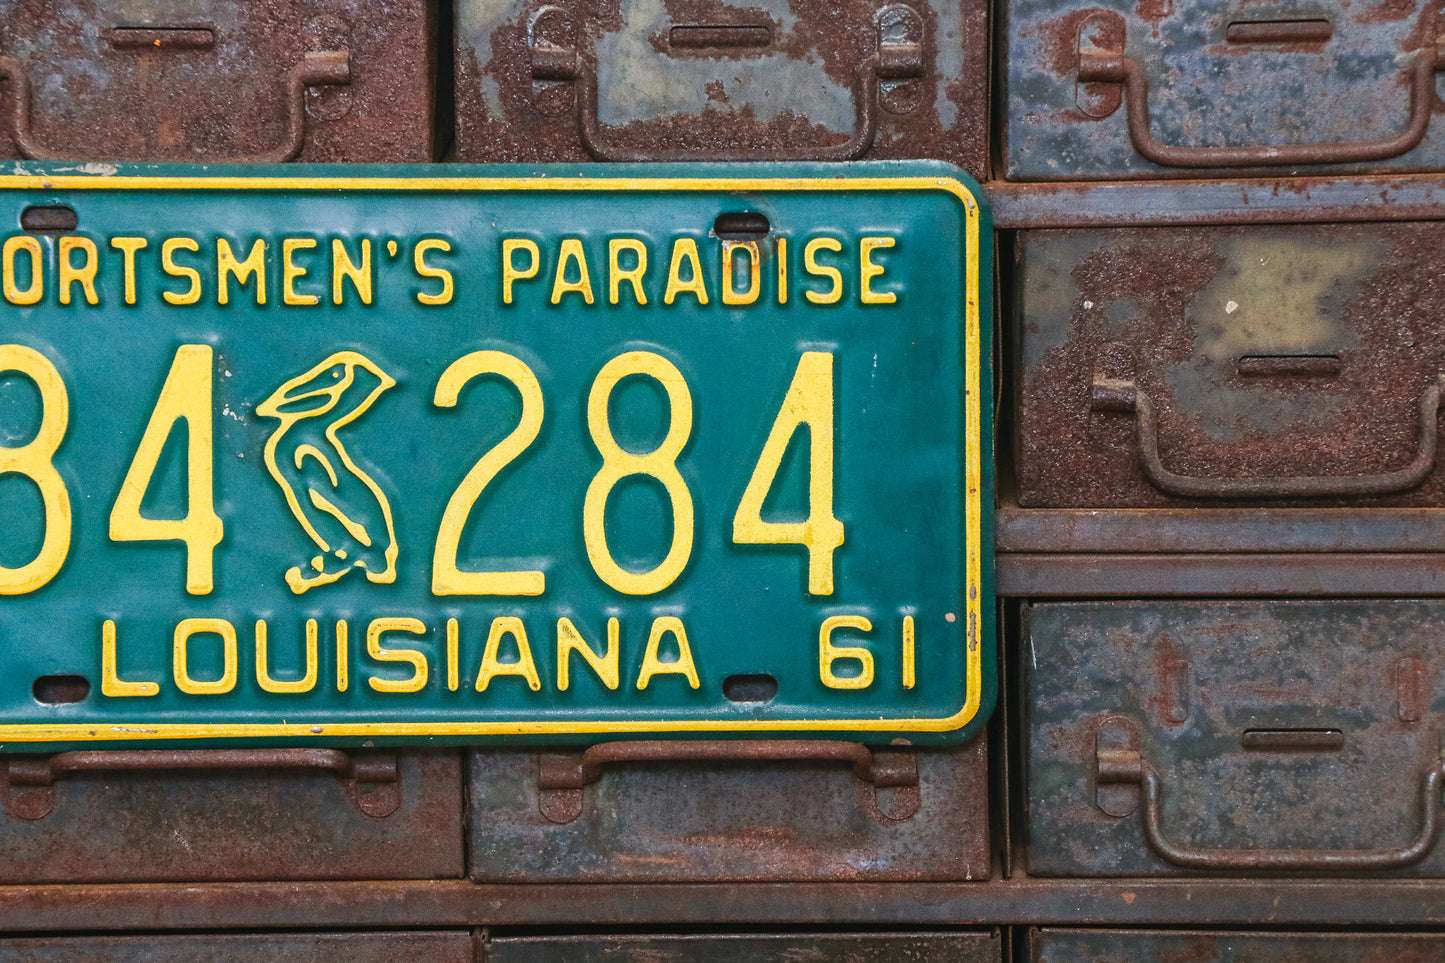 ORTSMEN'S PARADISE
84 284
LOUISIANA 61